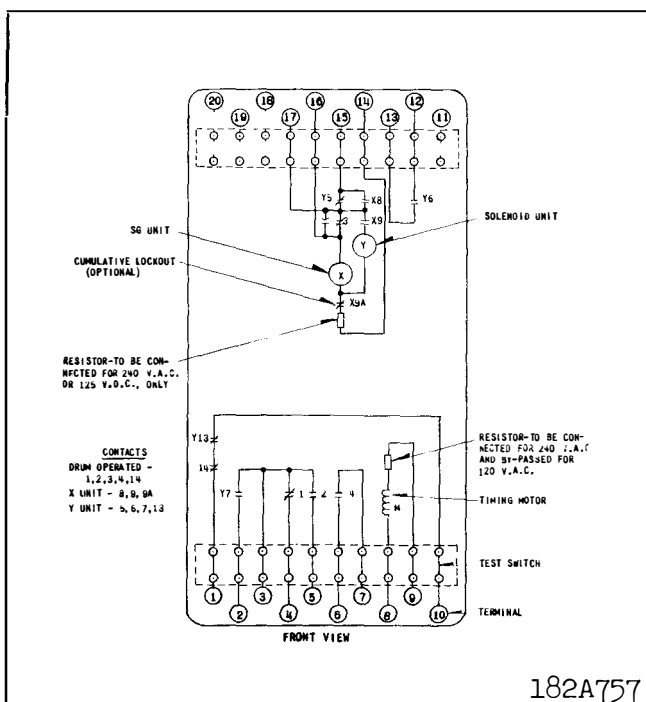 20 18 16 14 12
19 17 15 13 11
Y5 X8 Y6
3 X9
SG UNIT
SOLENOID UNIT
Y
CUMULATIVE LOCKOUT
(OPTIONAL)
X
X9A
RESISTOR-TO BE CON-
NECTED FOR 240 V.A.C.
OR 125 V.D.C., ONLY
CONTACTS
DRUM OPERATED -
1,2,3,4,14
X UNIT - 8,9,9A
Y UNIT - 5,6,7,13
Y13
14
Y7 1 2 4 M
RESISTOR-TO BE CON-
NECTED FOR 240 V.A.C
AND BY-PASSED FOR
120 V.A.C.
TIMING MOTOR
TEST SWITCH
1 3 5 7 9
2 4 6 8 10
TERMINAL
FRONT VIEW
182A757